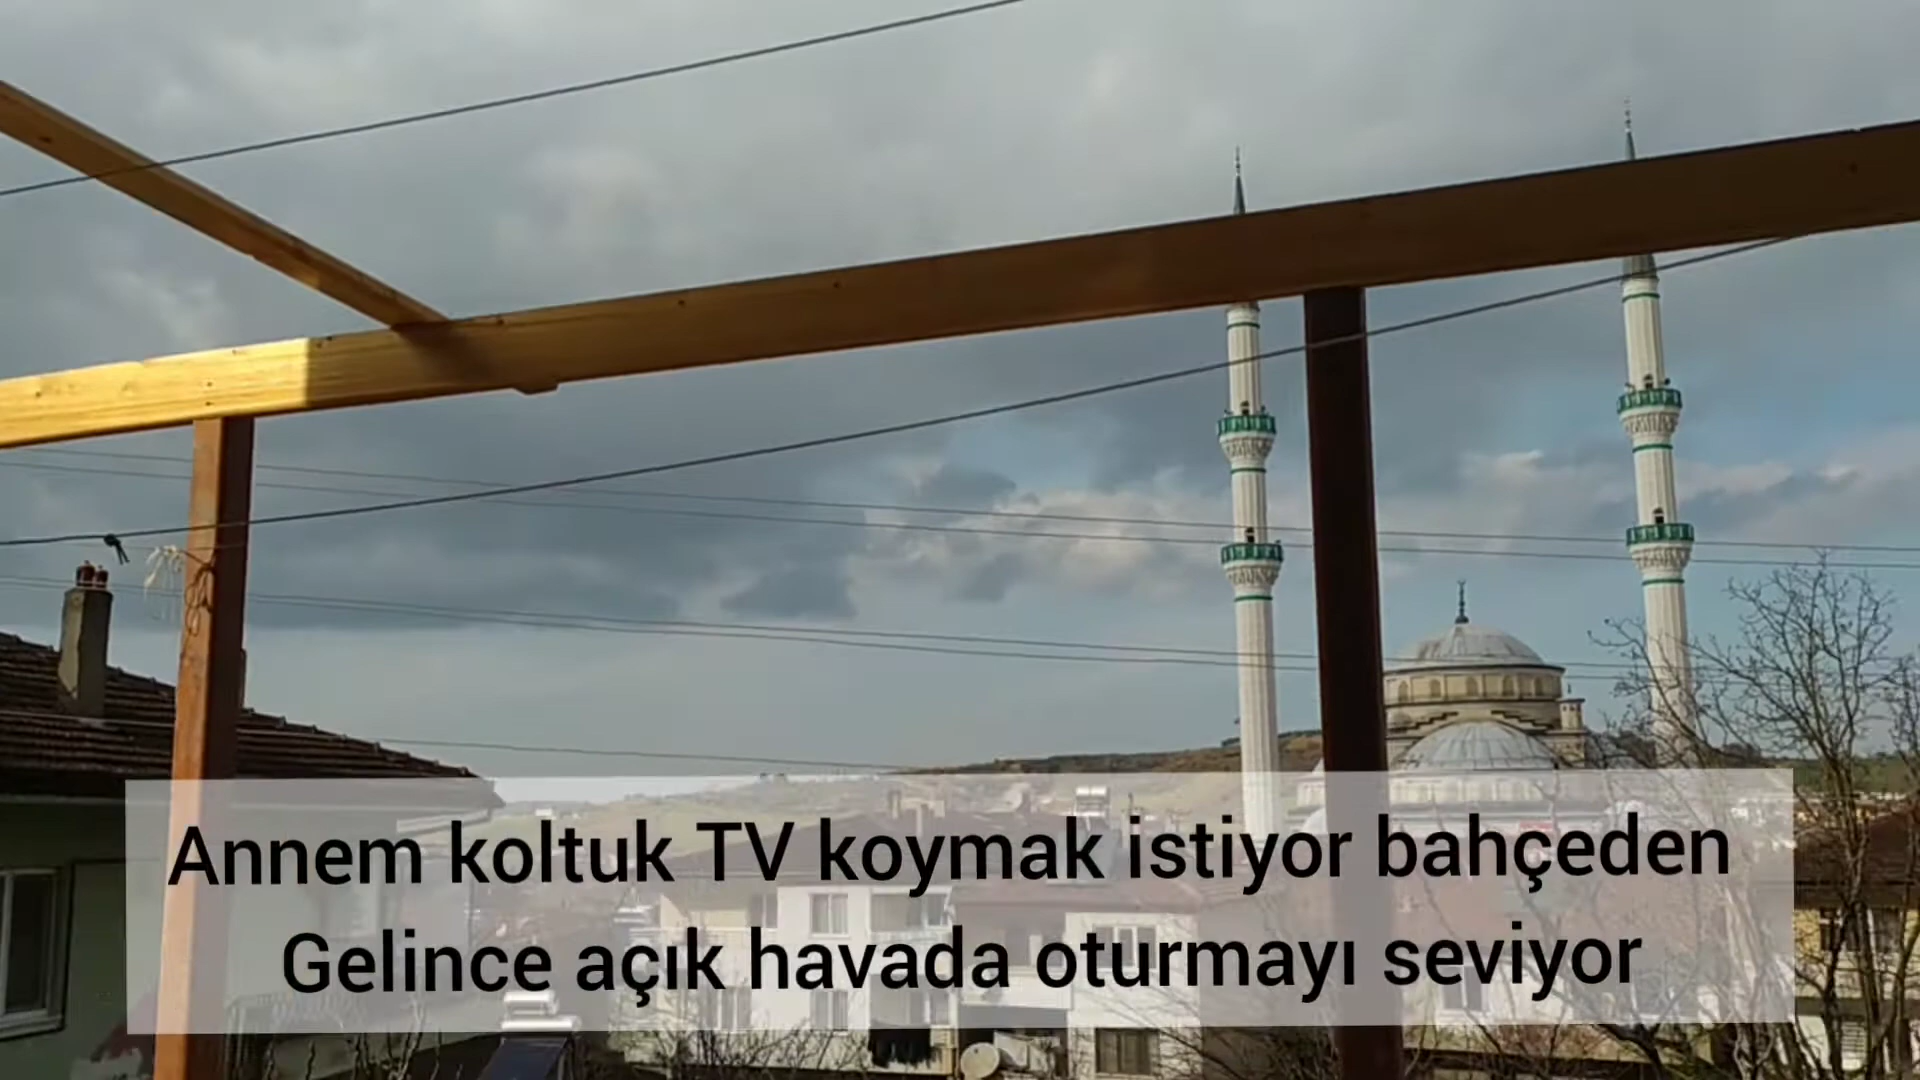 Annem koltuk TV koymak istiyor bahçeden
Gelince açık havada oturmayı seviyor